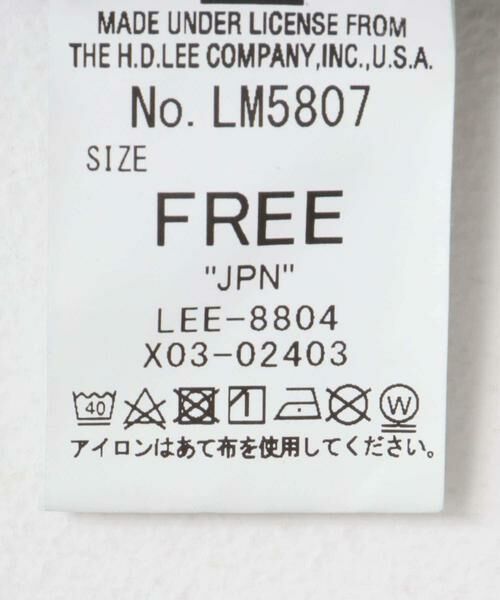 MADE UNDER LICENSE FROM
THE H.D.LEE COMPANY,INC.,U.S.A.
No. LM5807
SIZE
FREE
"JPN"
LEE-8804
X03-02403
40 W
アイロンはあて布を使用してください。